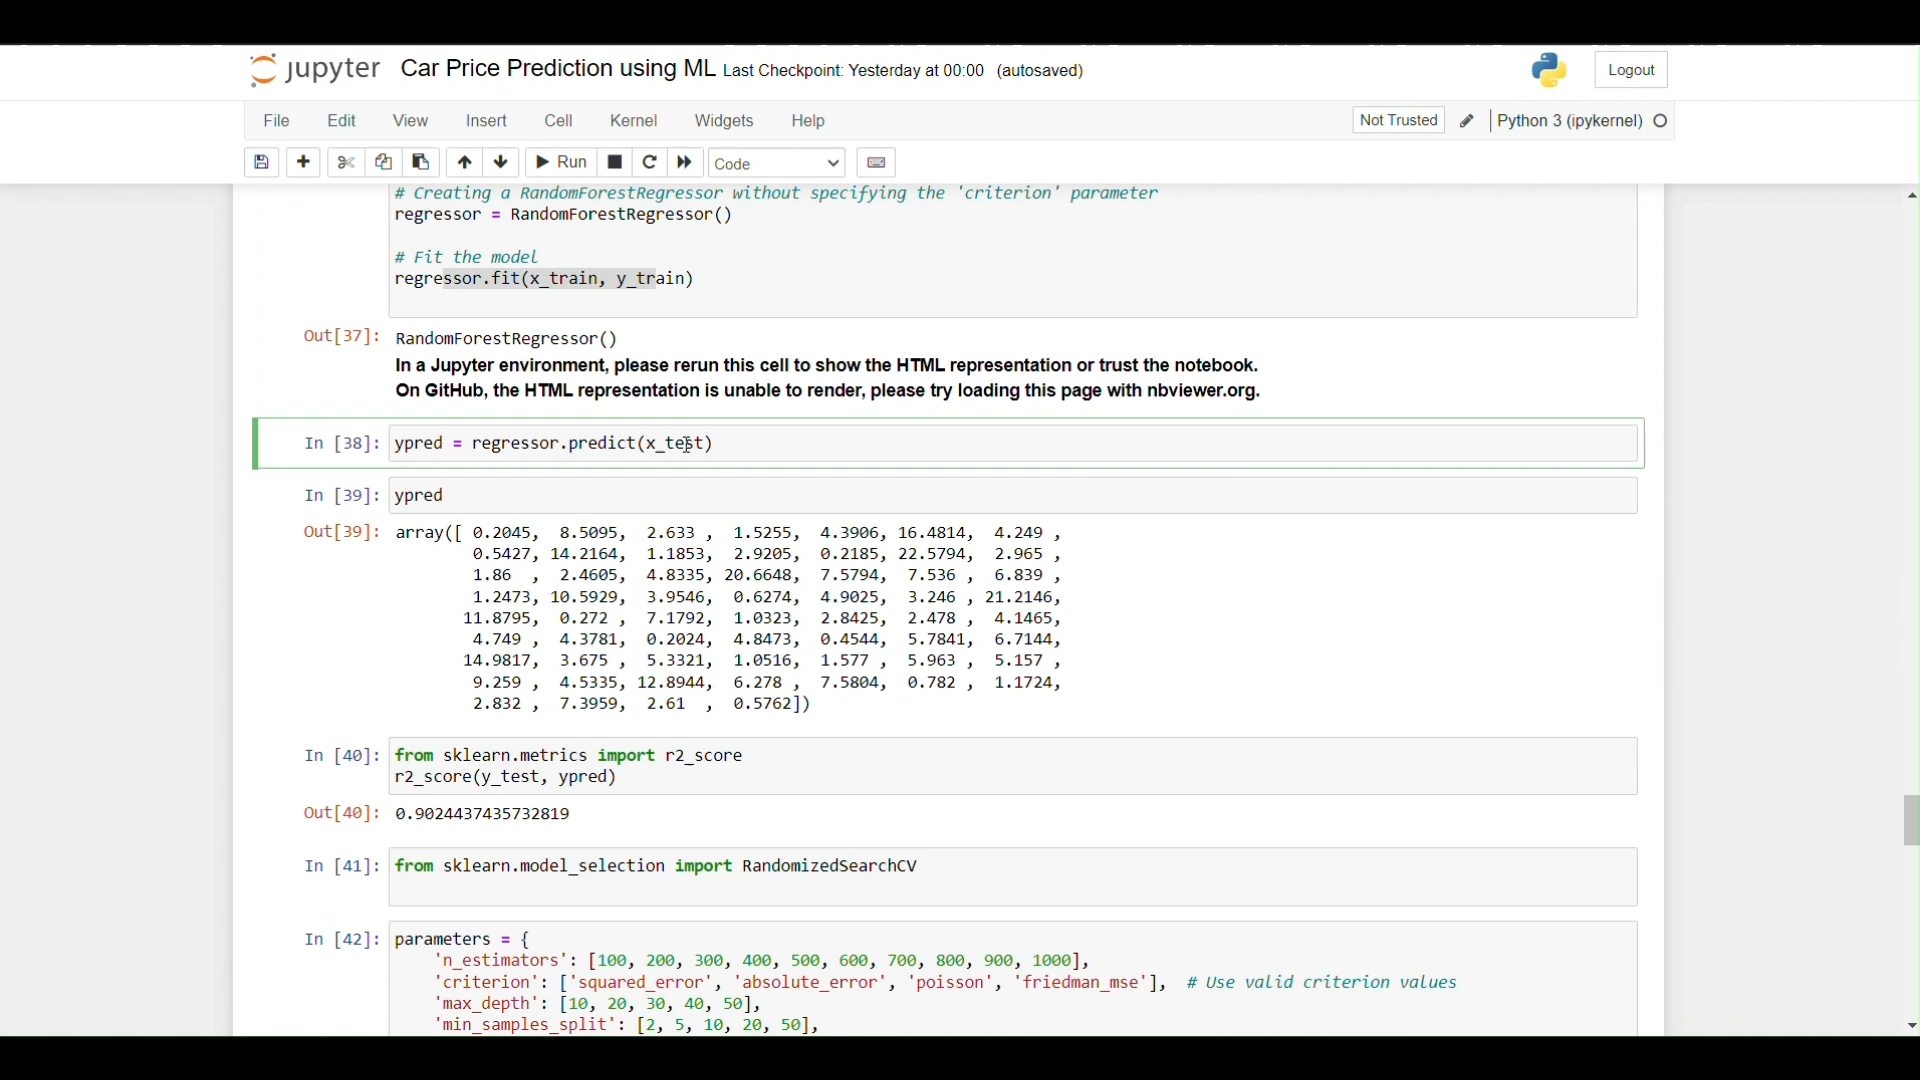 jupyter Car Price Prediction using ML Last Checkpoint: Yesterday at 00:00 (autosaved)
Logout
File Edit View Insert Cell Kernel Widgets Help
Not Trusted Python 3 (ipykernel)
Run Code
# Creating a RandomForestRegressor without specifying the 'criterion' parameter
regressor = RandomForestRegressor()
# Fit the model
regressor.fit(x_train, y_train)
Out[37]: RandomForestRegressor()
In a Jupyter environment, please rerun this cell to show the HTML representation or trust the notebook.
On GitHub, the HTML representation is unable to render, please try loading this page with nbviewer.org.
In [38]: ypred = regressor.predict(x_test)
In [39]: ypred
Out[39]: array([ 0.2045, 8.5095, 2.633 , 1.5255, 4.3906, 16.4814, 4.249 ,
0.5427, 14.2164, 1.1853, 2.9205, 0.2185, 22.5794, 2.965 ,
1.86 , 2.4605, 4.8335, 20.6648, 7.5794, 7.536 , 6.839 ,
1.2473, 10.5929, 3.9546, 0.6274, 4.9025, 3.246 , 21.2146,
11.8795, 0.272 , 7.1792, 1.0323, 2.8425, 2.478 , 4.1465,
4.749 , 4.3781, 0.2024, 4.8473, 0.4544, 5.7841, 6.7144,
14.9817, 3.675 , 5.3321, 1.0516, 1.577 , 5.963 , 5.157 ,
9.259 , 4.5335, 12.8944, 6.278 , 7.5804, 0.782 , 1.1724,
2.832 , 7.3959, 2.61 , 0.5762])
In [40]: from sklearn.metrics import r2_score
r2_score(y_test, ypred)
Out[40]: 0.9024437435732819
In [41]: from sklearn.model_selection import RandomizedSearchCV
In [42]: parameters = {
'n_estimators': [100, 200, 300, 400, 500, 600, 700, 800, 900, 1000],
'criterion': ['squared_error', 'absolute_error', 'poisson', 'friedman_mse'], # Use valid criterion values
'max_depth': [10, 20, 30, 40, 50],
'min_samples_split': [2, 5, 10, 20, 50],